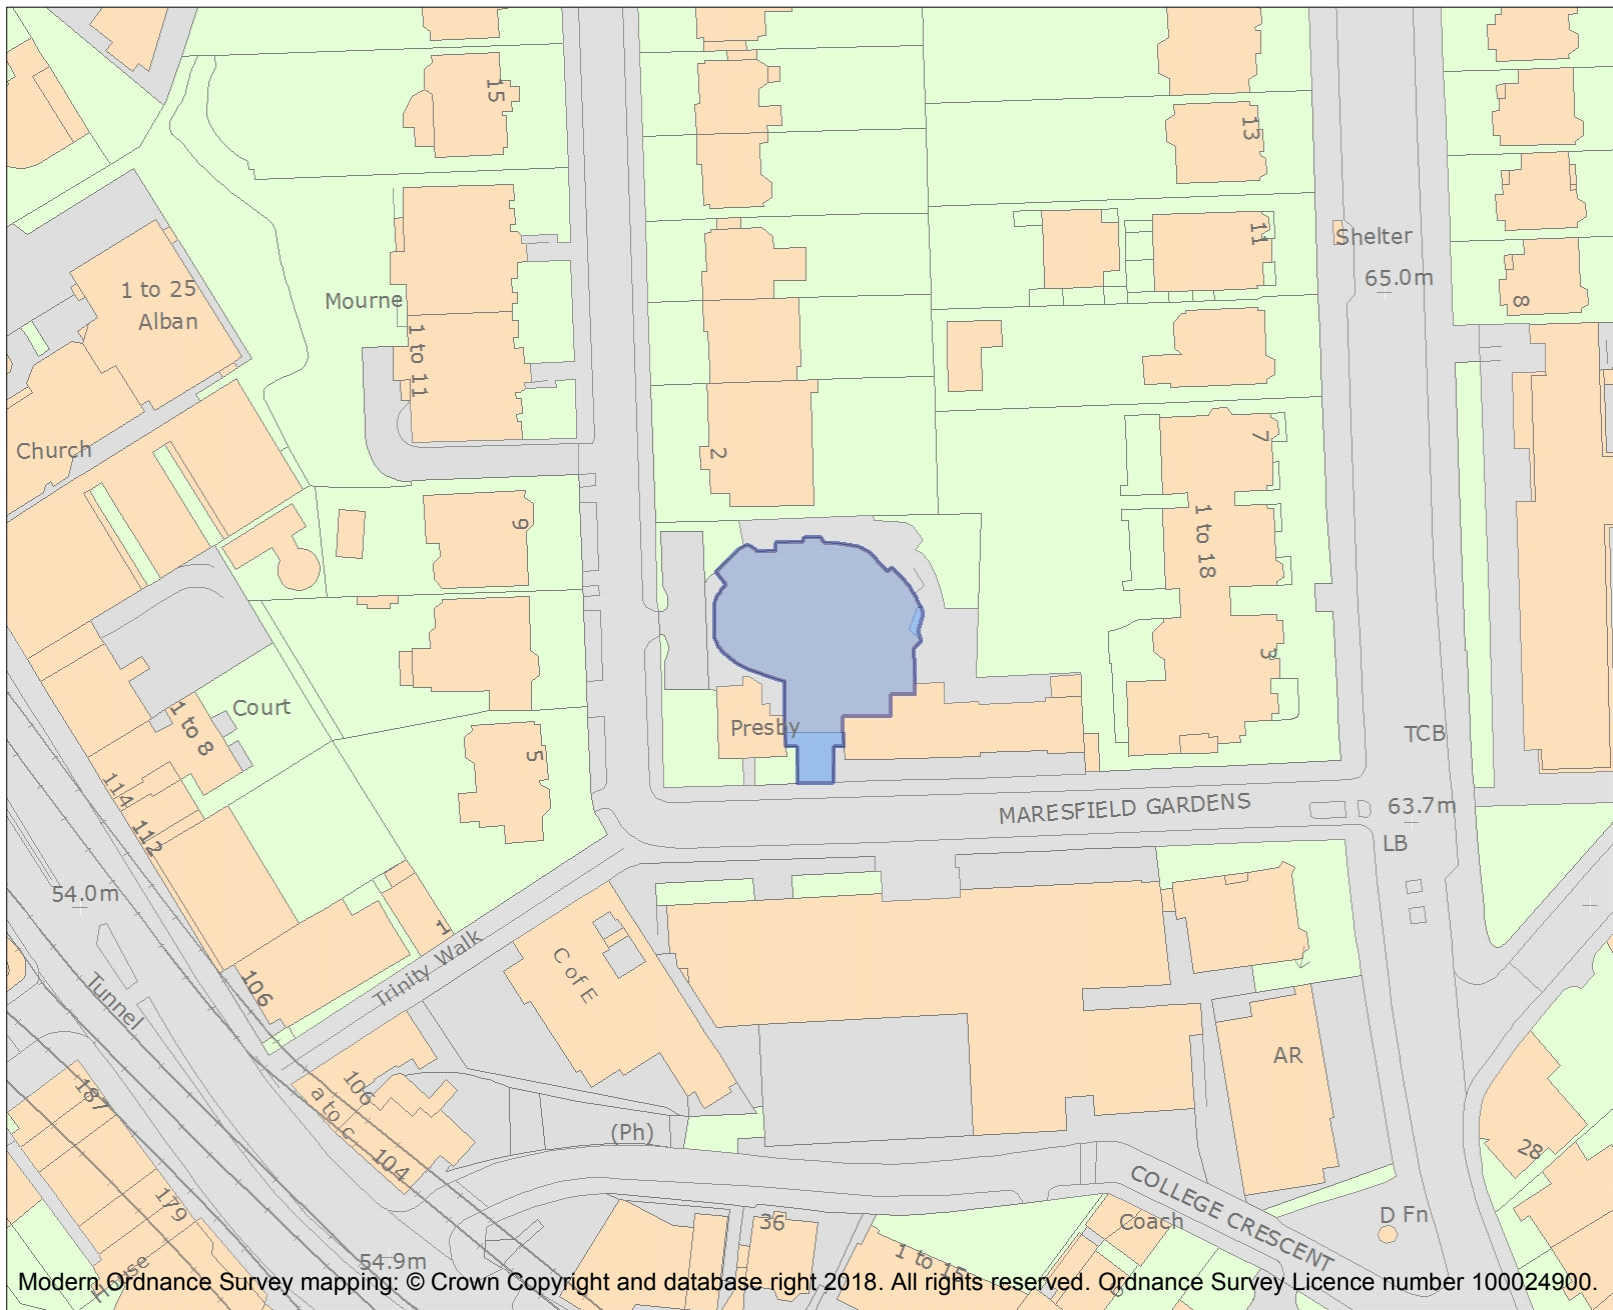 15
13
11
Shelter
65.0m
8
1 to 25
Alban
Mourne
1 to 11
Church
2
7
9
1 to 18
3
Court
1 to 8
Presby
5
TCB
114
112
MARESFIELD GARDENS
63.7m
LB
54.0m
1
Trinity Walk
C of E
106
Tunnel
AR
187
106
a to c
104
(Ph)
28
179
COLLEGE CRESCENT
36
Coach
D Fn
1 to 15
54.9m
House
Modern Ordnance Survey mapping: © Crown Copyright and database right 2018. All rights reserved. Ordnance Survey Licence number 100024900.